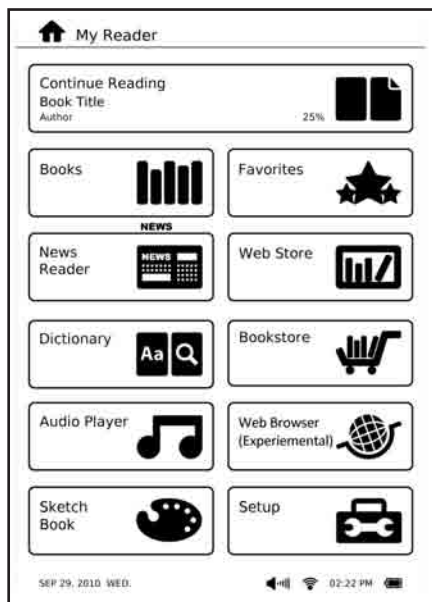 My Reader
Continue Reading
Book Title
Author
25%
Books
Favorites
NEWS
News
Reader
NEWS
Web Store
Dictionary
Aa
Bookstore
Audio Player
Web Browser
(Experiemental)
Sketch
Book
Setup
SEP 29, 2010 WED.
02:22 PM